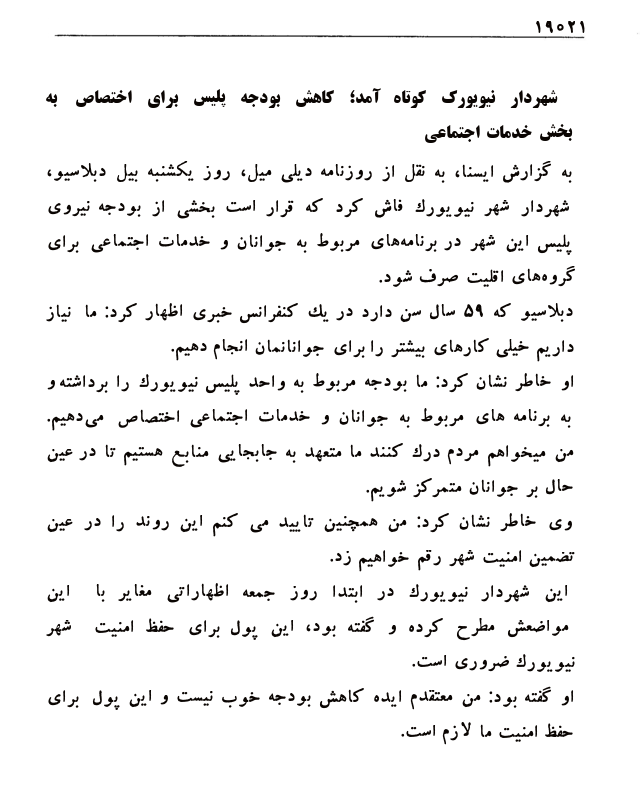 ۱۹۰۲۱
شهردار نیویورک کوتاه آمد؛ کاهش بودجه پلیس برای اختصاص به
بخش خدمات اجتماعی
به گزارش ایسنا، به نقل از روزنامه دیلی میل، روز یکشنبه بیل دبلاسیو،
شهردار شهر نیویورك فاش کرد که قرار است بخشی از بودجه نیروی
پلیس این شهر در برنامه‌های مربوط به جوانان و خدمات اجتماعی برای
گروه‌های اقلیت صرف شود.
دبلاسیو که ۵۹ سال سن دارد در یك کنفرانس خبری اظهار کرد: ما نیاز
داریم خیلی کارهای بیشتر را برای جوانانمان انجام دهیم.
او خاطر نشان کرد: ما بودجه مربوط به واحد پلیس نیویورك را برداشته و
به برنامه های مربوط به جوانان و خدمات اجتماعی اختصاص می‌دهیم.
من میخواهم مردم درك کنند ما متعهد به جابجایی منابع هستیم تا در عین
حال بر جوانان متمرکز شویم.
وی خاطر نشان کرد: من همچنین تایید می کنم این روند را در عین
تضمین امنیت شهر رقم خواهیم زد.
این شهردار نیویورك در ابتدا روز جمعه اظهاراتی مغایر با این
مواضعش مطرح کرده و گفته بود، این پول برای حفظ امنیت شهر
نیویورك ضروری است.
او گفته بود: من معتقدم ایده کاهش بودجه خوب نیست و این پول برای
حفظ امنیت ما لازم است.